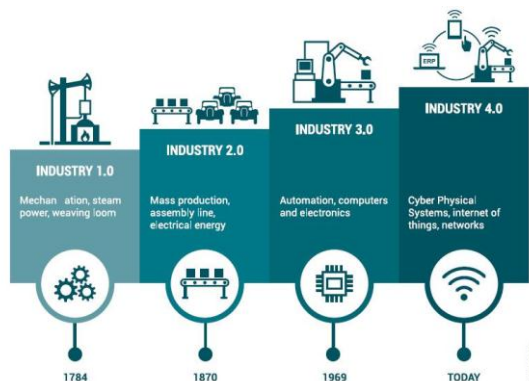 ERP
INDUSTRY 1.0
Mechan ation, steam
power, weaving loom
1784
INDUSTRY 2.0
Mass production,
assembly line,
electrical energy
1870
INDUSTRY 3.0
Automation, computers
and electronics
1969
INDUSTRY 4.0
Cyber Physical
Systems, internet of
things, networks
TODAY